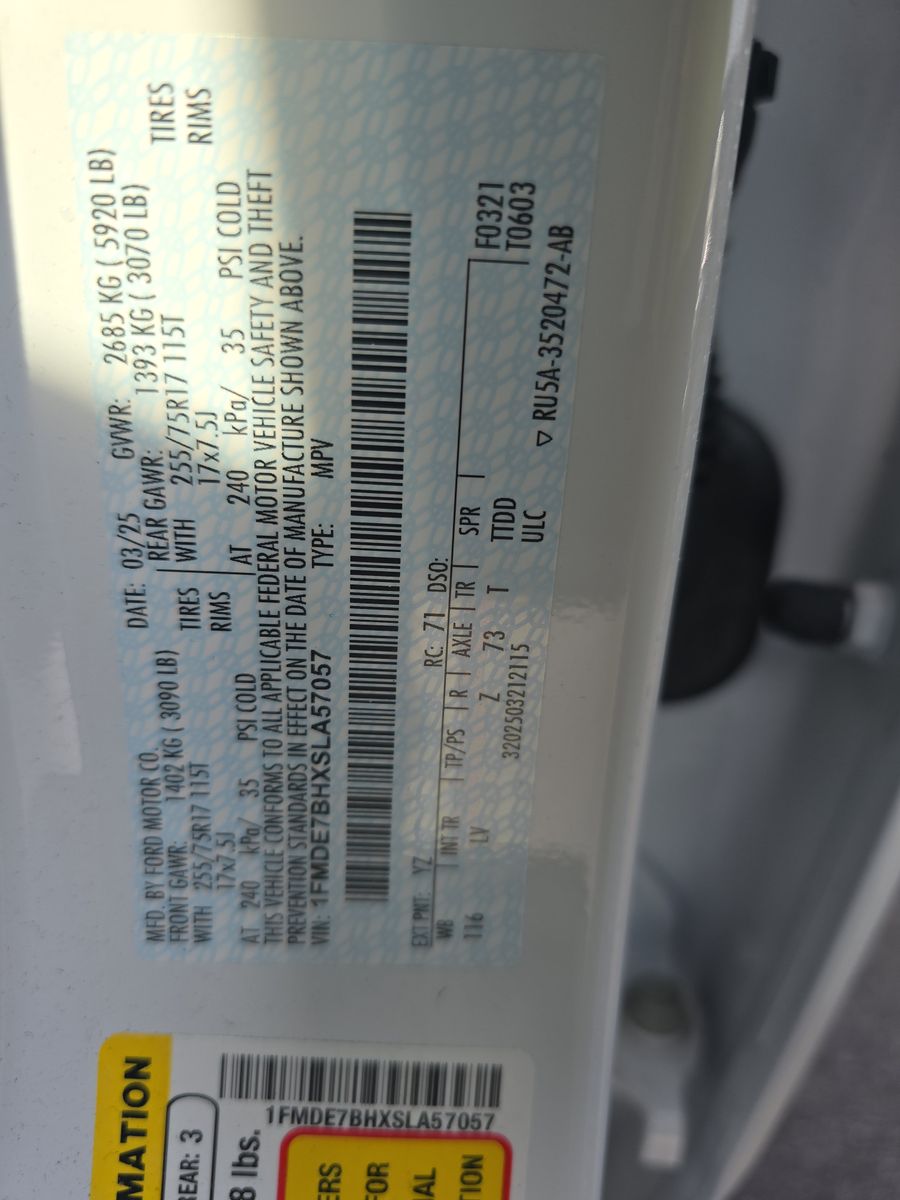 MFD. BY FORD MOTOR CO. DATE: 03/25 GVWR: 2685 KG ( 5920 LB)
FRONT GAWR: 1402 KG ( 3090 LB) REAR GAWR: 1393 KG ( 3070 LB)
WITH 255/75R17 115T TIRES WITH 255/75R17 115T TIRES
17x7.5J RIMS 17x7.5J RIMS
AT 240 kPa/ 35 PSI COLD AT 240 kPa/ 35 PSI COLD
THIS VEHICLE CONFORMS TO ALL APPLICABLE FEDERAL MOTOR VEHICLE SAFETY AND THEFT
PREVENTION STANDARDS IN EFFECT ON THE DATE OF MANUFACTURE SHOWN ABOVE.
VIN: 1FMDE7BHXSLA57057 TYPE: MPV
EXT PNT: YZ RC: 71 DSO: F0321
WB INT TR TP/PS R AXLE TR SPR T0603
116 LV Z 73 T TTDD
3202503212115 ULC ▽ RU5A-3520472-AB
MATION
REAR: 3
8 lbs.
1FMDE7BHXSLA57057
ERS
FOR
AL
TION